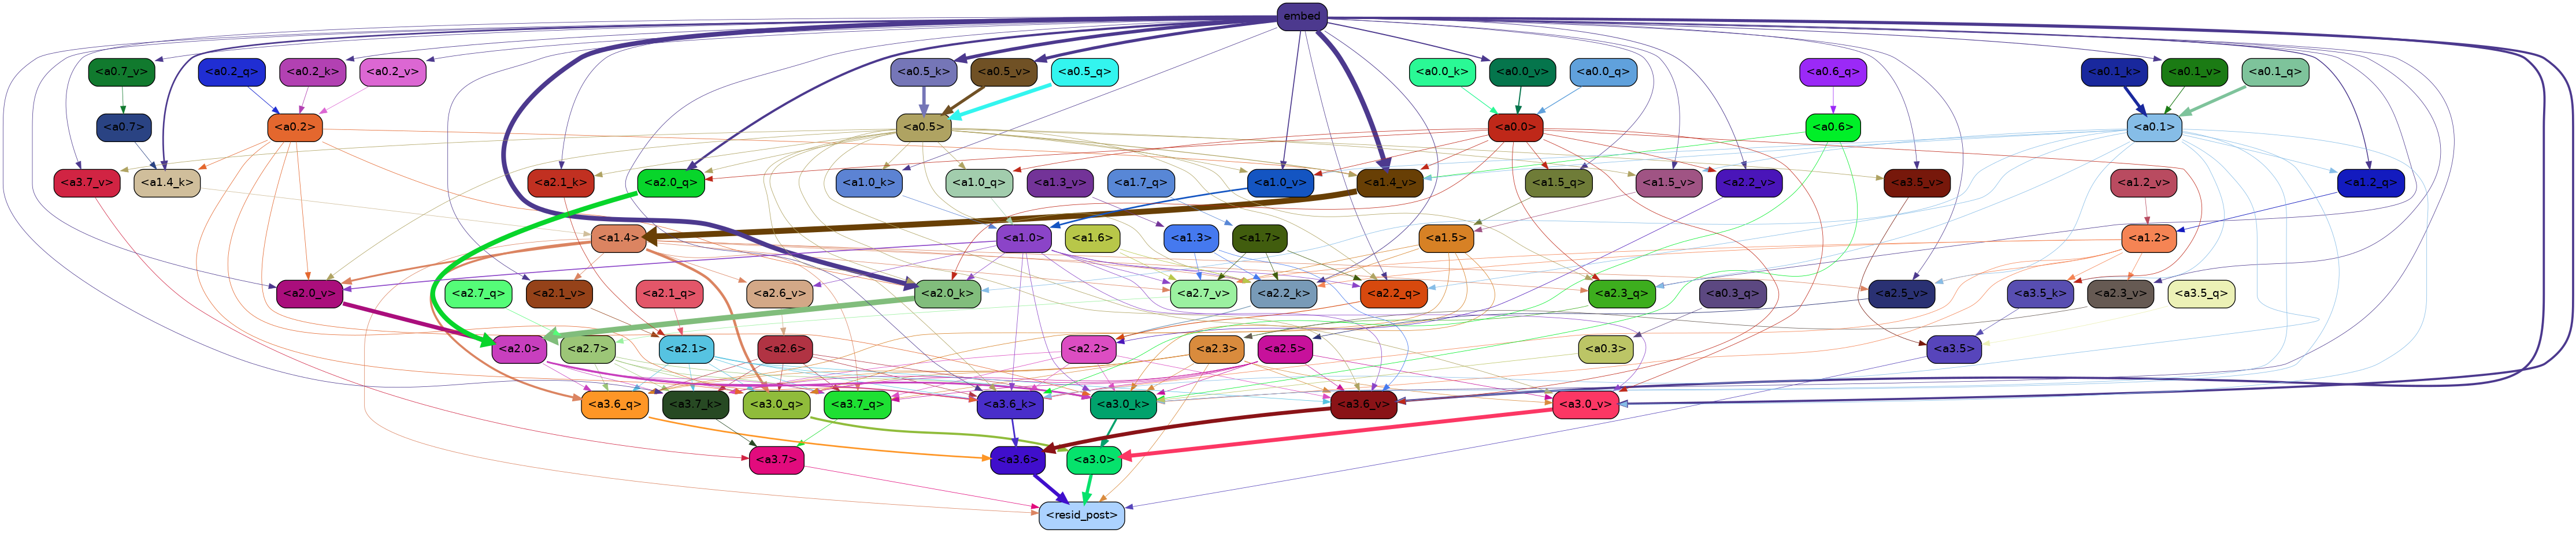 embed
<a0.7_v> <a0.2_q> <a0.2_k> <a0.2_v> <a0.5_k> <a0.5_v> <a0.5_q> <a0.0_k> <a0.0_v> <a0.0_q> <a0.6_q> <a0.1_k> <a0.1_v> <a0.1_q>
<a0.7> <a0.2> <a0.5> <a0.0> <a0.6> <a0.1>
<a3.7_v> <a1.4_k> <a2.1_k> <a2.0_q> <a1.0_k> <a1.0_q> <a1.3_v> <a1.7_q> <a1.0_v> <a1.4_v> <a1.5_q> <a1.5_v> <a2.2_v> <a3.5_v> <a1.2_v> <a1.2_q>
<a1.4> <a1.0> <a1.6> <a1.3> <a1.7> <a1.5> <a1.2>
<a2.0_v> <a2.7_q> <a2.1_v> <a2.1_q> <a2.6_v> <a2.0_k> <a2.7_v> <a2.2_k> <a2.2_q> <a2.3_q> <a0.3_q> <a2.5_v> <a3.5_k> <a2.3_v> <a3.5_q>
<a2.0> <a2.7> <a2.1> <a2.6> <a2.2> <a2.3> <a2.5> <a0.3> <a3.5>
<a3.6_q> <a3.7_k> <a3.0_q> <a3.7_q> <a3.6_k> <a3.0_k> <a3.6_v> <a3.0_v>
<a3.7> <a3.6> <a3.0>
<resid_post>